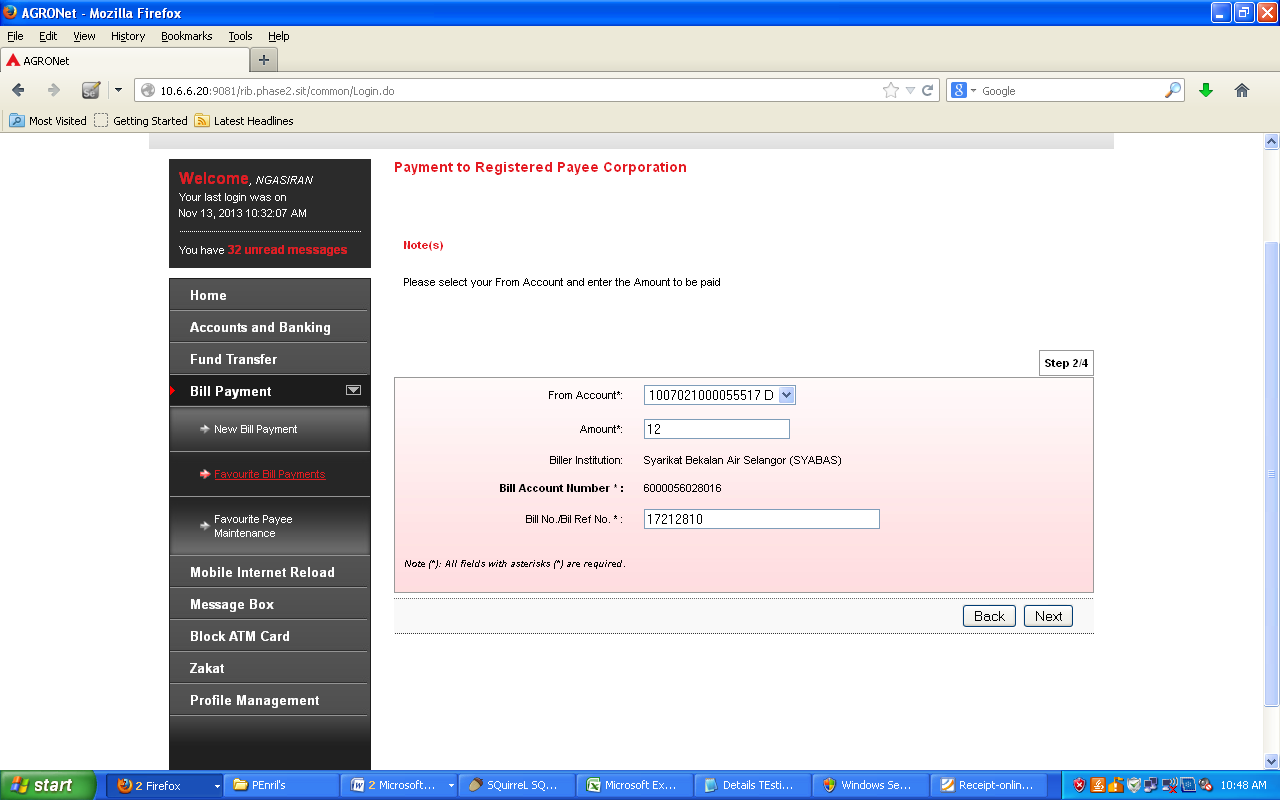 AGRONet - Mozilla Firefox
File Edit View History Bookmarks Tools Help
AGRONet
10.6.6.20:9081/rib.phase2.sit/common/Login.do
Google
Most Visited Getting Started Latest Headlines
Welcome, NGASIRAN
Your last login was on
Nov 13, 2013 10:32:07 AM
You have 32 unread messages
Home
Accounts and Banking
Fund Transfer
Bill Payment
New Bill Payment
Favourite Bill Payments
Favourite Payee
Maintenance
Mobile Internet Reload
Message Box
Block ATM Card
Zakat
Profile Management
Payment to Registered Payee Corporation
Note(s)
Please select your From Account and enter the Amount to be paid
Step 2/4
From Account*: 1007021000055517 D
Amount*: 12
Biller Institution: Syarikat Bekalan Air Selangor (SYABAS)
Bill Account Number * : 6000056028016
Bill No./Bil Ref No. * : 17212810
Note (*): All fields with asterisks (*) are required.
Back Next
start 2 Firefox PEnril's 2 Microsoft... SQuirreL SQ... Microsoft Ex... Details TEsti... Windows Se... Receipt-onlin... 10:48 AM